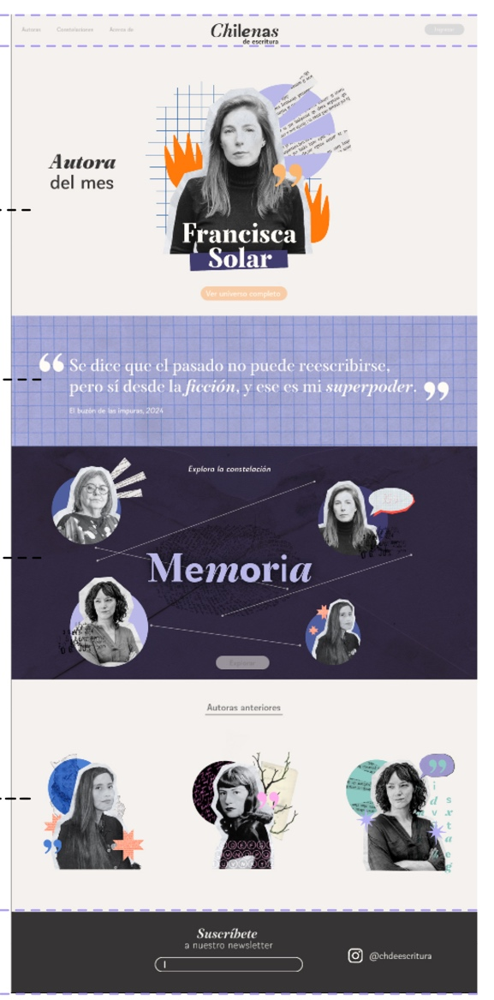 Autoras Constelaciones Acerca de
Chilenas
de escritura
Autora
del mes
Francisca
Solar
Ver universo completo
“ Se dice que el pasado no puede reescribirse,
pero sí desde la ficción, y ese es mi superpoder. ”
El buzón de las impuras, 2024
Explora la constelación
Memoria
Explorar
Autoras anteriores
Suscríbete
a nuestro newsletter
@chdeescritura